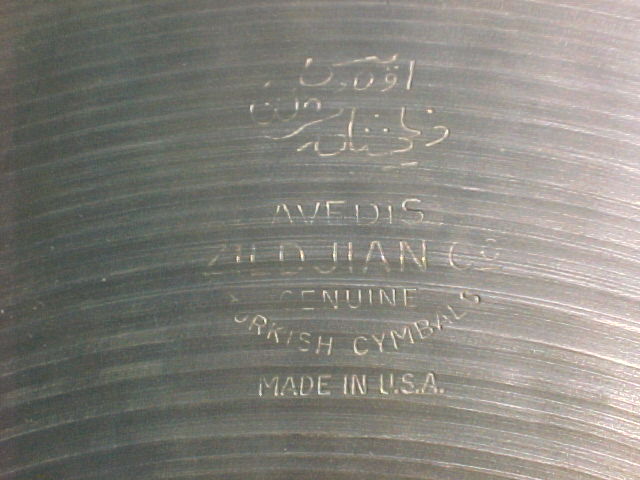 AVEDIS
ZILDJIAN CO
GENUINE
TURKISH CYMBALS
MADE IN U.S.A.